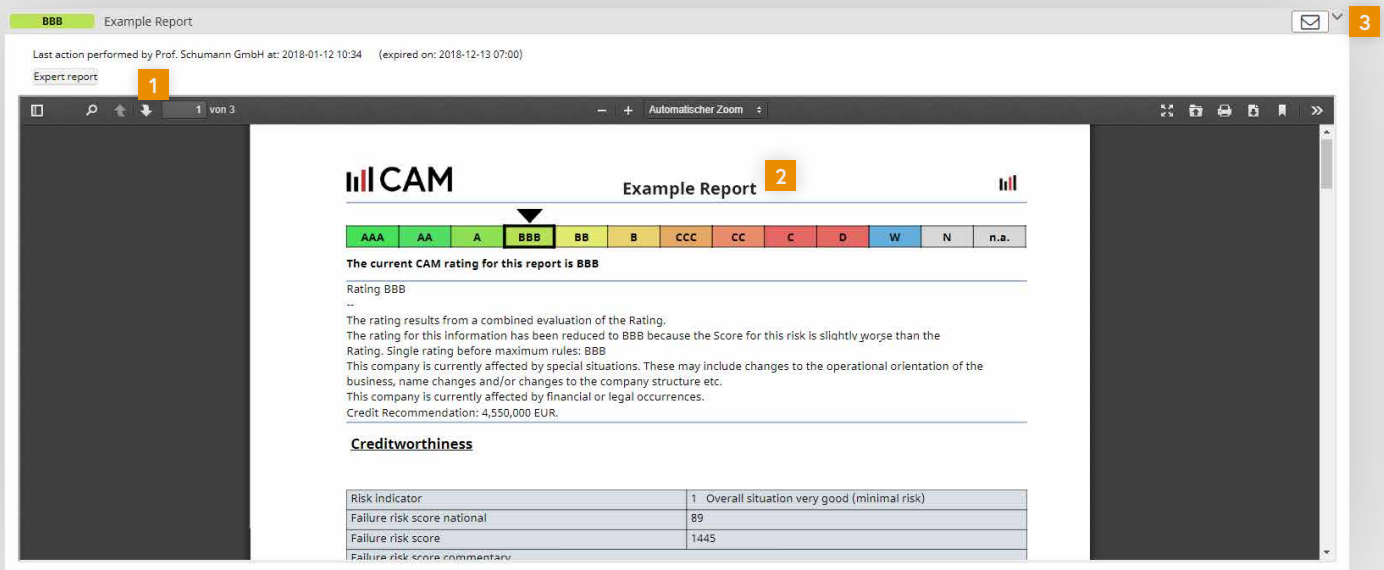 BBB Example Report 3
Last action performed by Prof. Schumann GmbH at: 2018-01-12 10:34 (expired on: 2018-12-13 07:00)
Expert report
1
1 von 3 Automatischer Zoom
CAM
Example Report 2
AAA AA A BBB BB B CCC CC C D W N n.a.
The current CAM rating for this report is BBB
Rating BBB
--
The rating results from a combined evaluation of the Rating.
The rating for this information has been reduced to BBB because the Score for this risk is slightly worse than the
Rating. Single rating before maximum rules: BBB
This company is currently affected by special situations. These may include changes to the operational orientation of the
business, name changes and/or changes to the company structure etc.
This company is currently affected by financial or legal occurrences.
Credit Recommendation: 4,550,000 EUR.
Creditworthiness
Risk indicator 1 Overall situation very good (minimal risk)
Failure risk score national 89
Failure risk score 1445
Failure risk score commentary